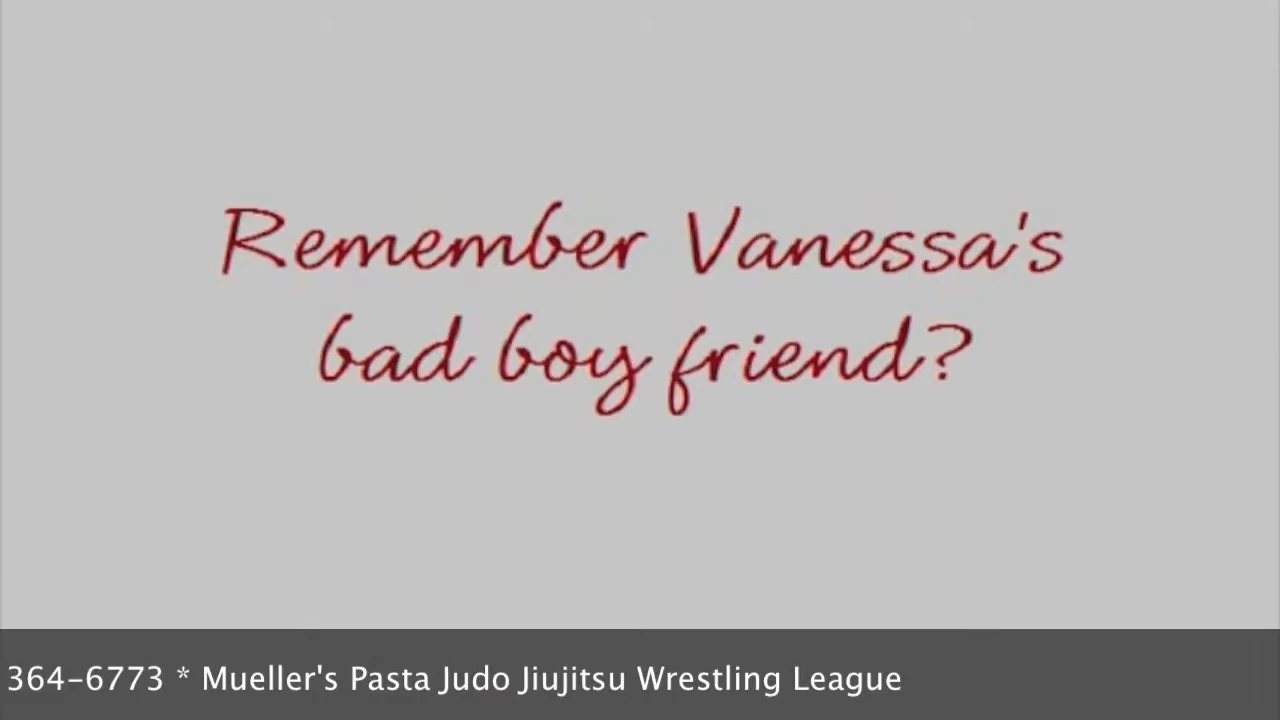 Remember Vanessa's
bad boy friend?
364-6773 * Mueller's Pasta Judo Jiujitsu Wrestling League